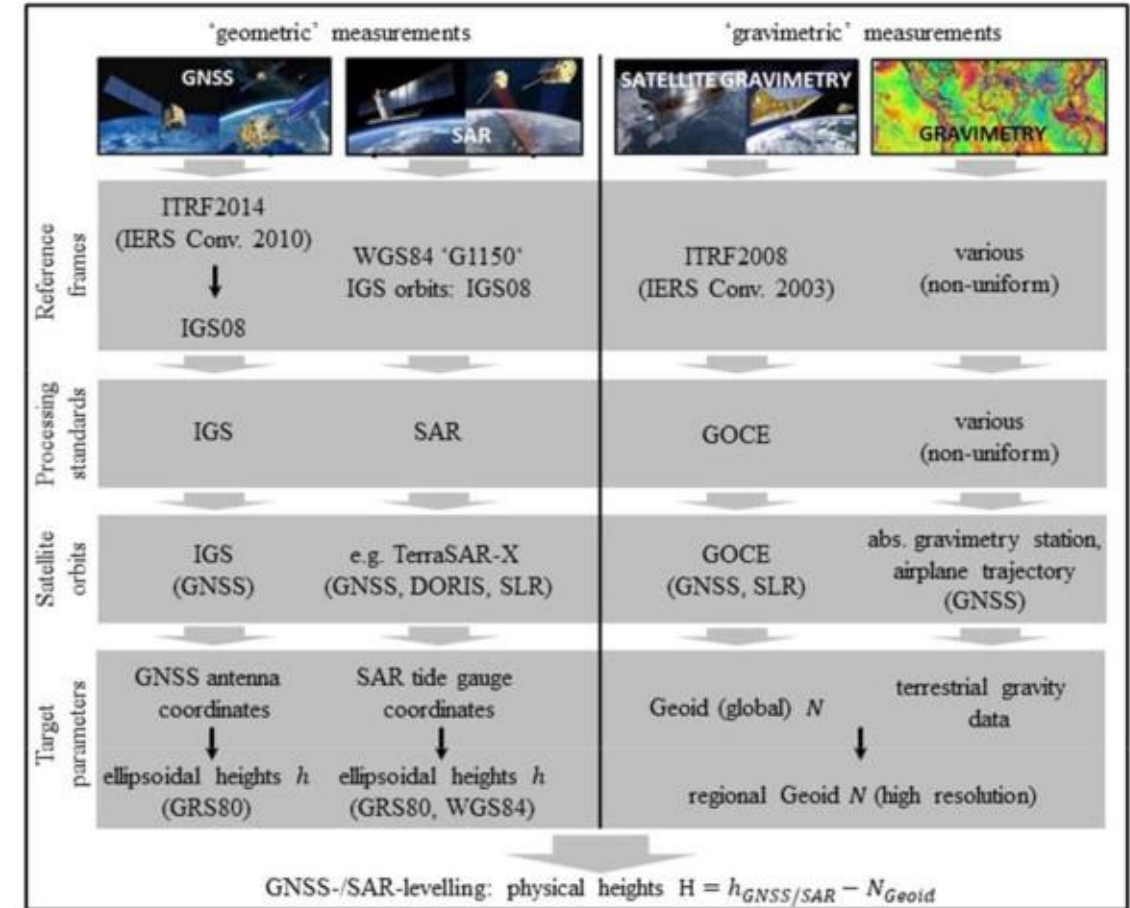 'geometric' measurements
'gravimetric' measurements
GNSS
SAR
SATELLITE GRAVIMETRY
GRAVIMETRY
Reference
frames
ITRF2014
(IERS Conv. 2010)
IGS08
WGS84 'G1150'
IGS orbits: IGS08
ITRF2008
(IERS Conv. 2003)
various
(non-uniform)
Processing
standards
IGS
SAR
GOCE
various
(non-uniform)
Satellite
orbits
IGS
(GNSS)
e.g. TerraSAR-X
(GNSS, DORIS, SLR)
GOCE
(GNSS, SLR)
abs. gravimetry station,
airplane trajectory
(GNSS)
Target
parameters
GNSS antenna
coordinates
ellipsoidal heights h
(GRS80)
SAR tide gauge
coordinates
ellipsoidal heights h
(GRS80, WGS84)
Geoid (global) N
terrestrial gravity
data
regional Geoid N (high resolution)
GNSS-/SAR-levelling: physical heights H = h_GNSS/SAR − N_Geoid